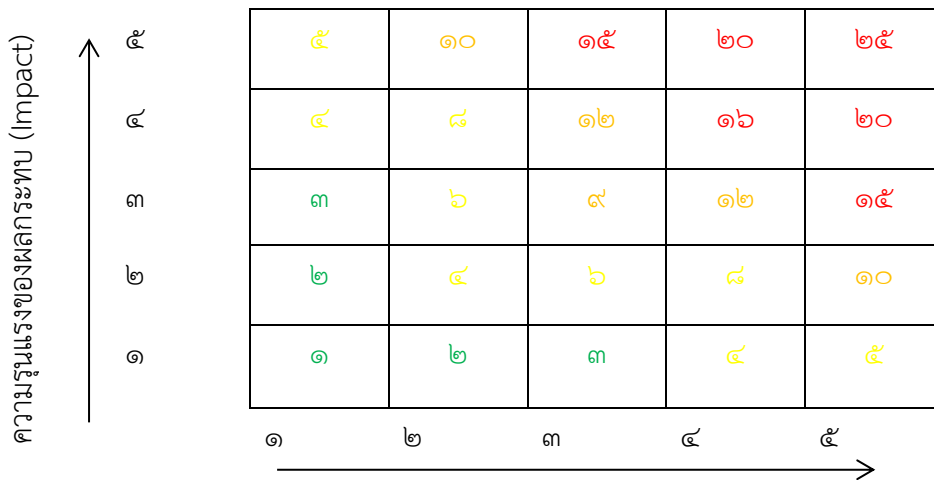 ความรุนแรงของผลกระทบ (Impact)
๕ ๕ ๑๐ ๑๕ ๒๐ ๒๕
๔ ๔ ๘ ๑๒ ๑๖ ๒๐
๓ ๓ ๖ ๙ ๑๒ ๑๕
๒ ๒ ๔ ๖ ๘ ๑๐
๑ ๑ ๒ ๓ ๔ ๕
๑ ๒ ๓ ๔ ๕